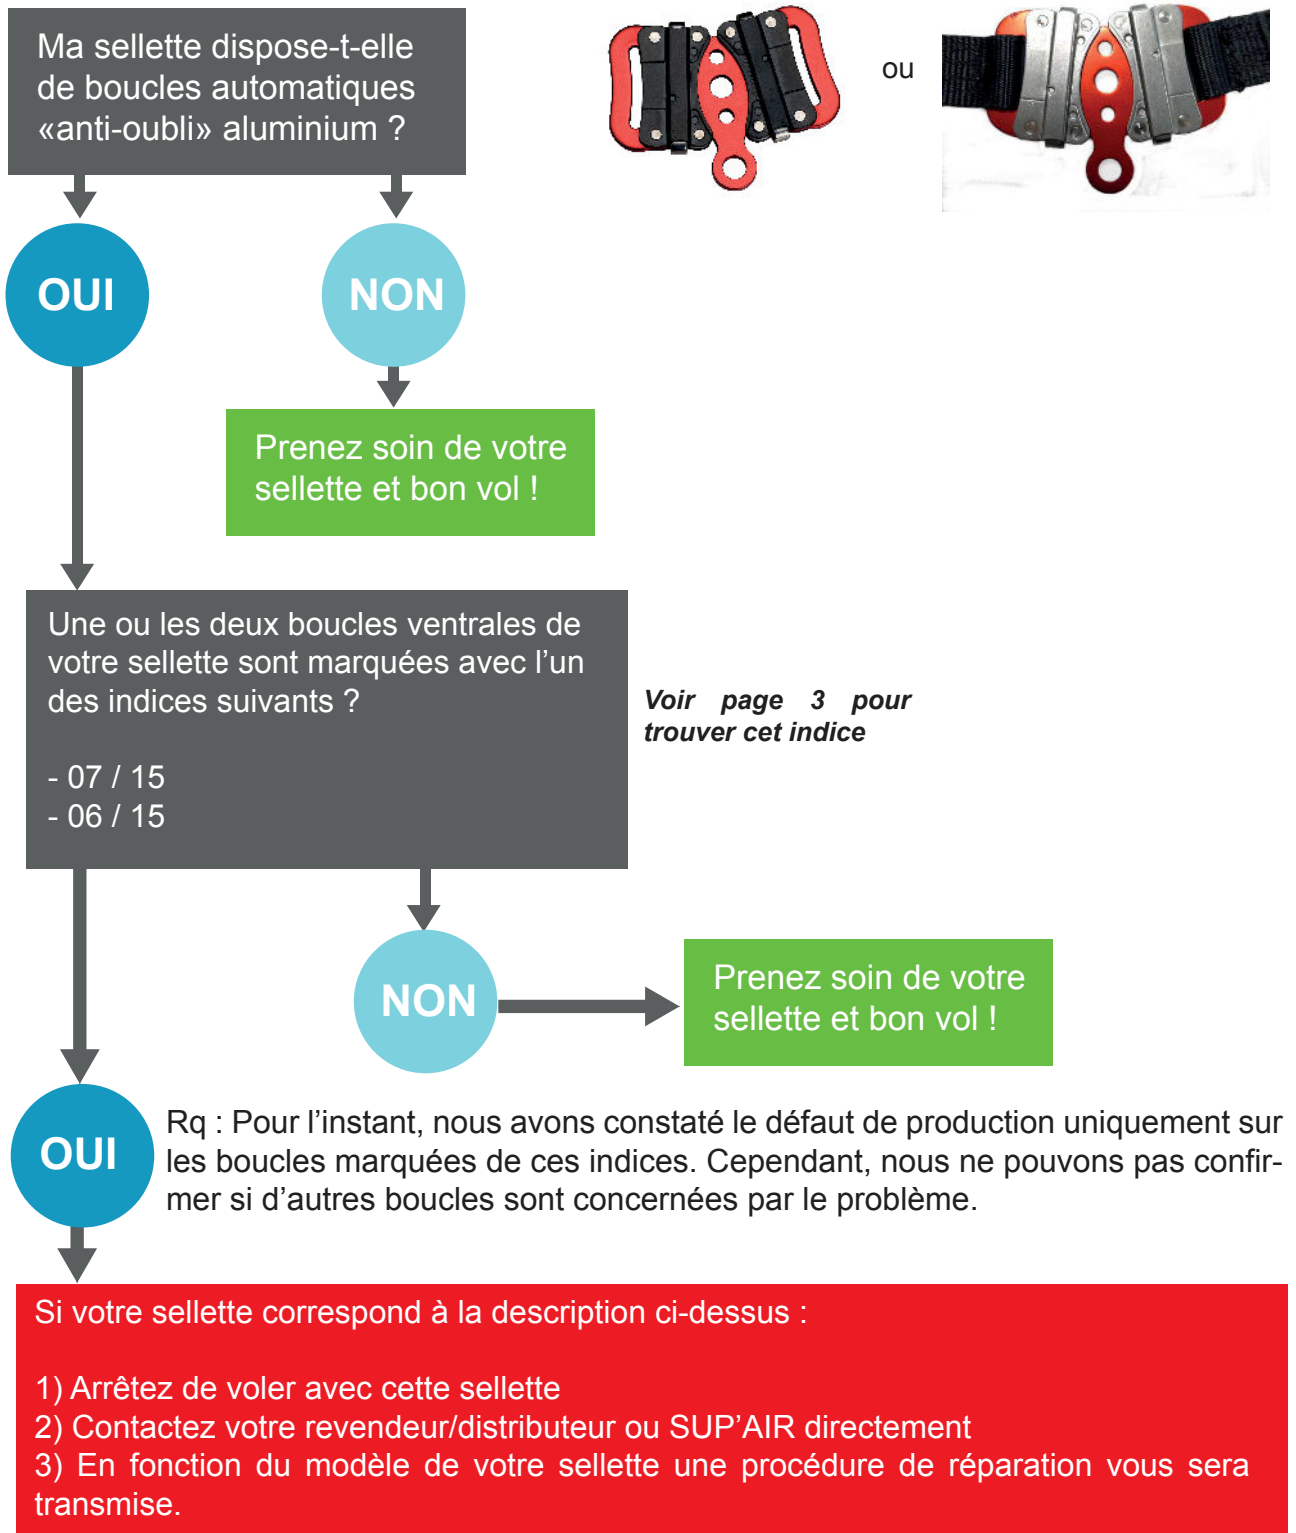 Ma sellette dispose-t-elle
de boucles automatiques
«anti-oubli» aluminium ?
ou
OUI
NON
Prenez soin de votre
sellette et bon vol !
Une ou les deux boucles ventrales de
votre sellette sont marquées avec l’un
des indices suivants ?
- 07 / 15
- 06 / 15
Voir page 3 pour
trouver cet indice
NON
Prenez soin de votre
sellette et bon vol !
OUI
Rq : Pour l’instant, nous avons constaté le défaut de production uniquement sur
les boucles marquées de ces indices. Cependant, nous ne pouvons pas confir-
mer si d’autres boucles sont concernées par le problème.
Si votre sellette correspond à la description ci-dessus :
1) Arrêtez de voler avec cette sellette
2) Contactez votre revendeur/distributeur ou SUP’AIR directement
3) En fonction du modèle de votre sellette une procédure de réparation vous sera
transmise.